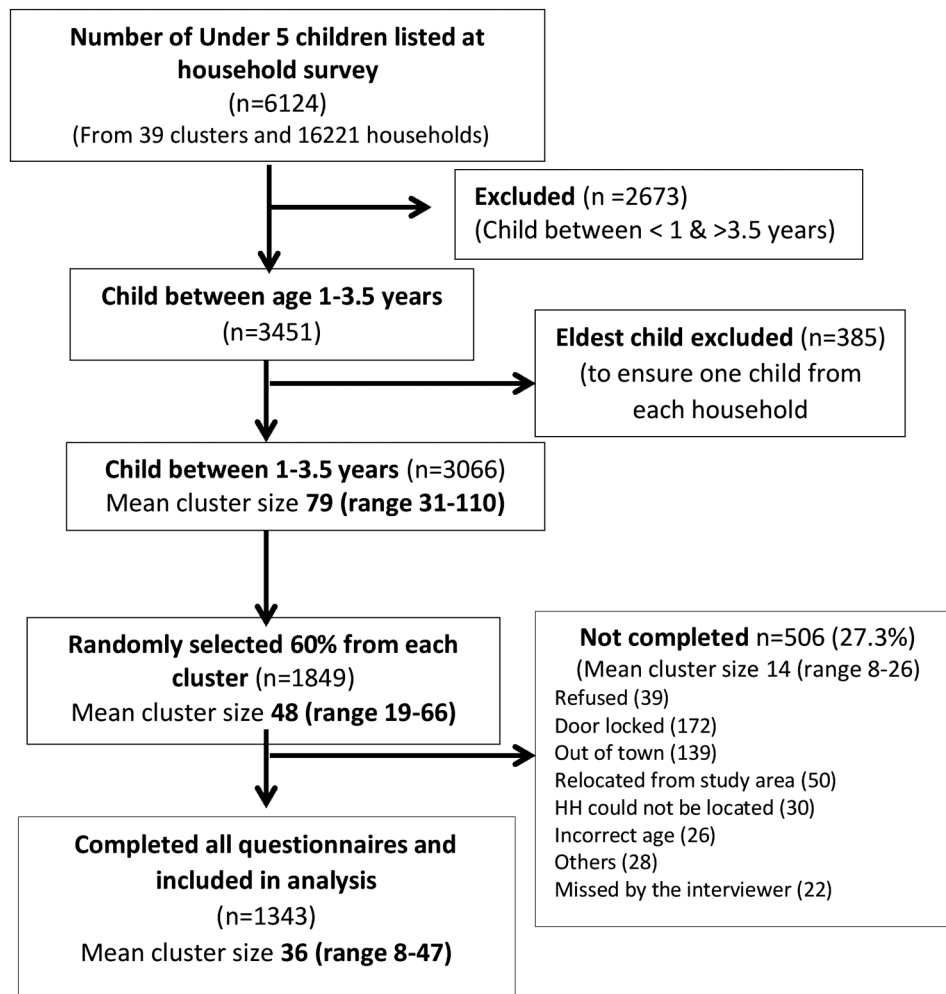 Number of Under 5 children listed at
household survey
(n=6124)
(From 39 clusters and 16221 households)
Excluded (n =2673)
(Child between < 1 & >3.5 years)
Child between age 1-3.5 years
(n=3451)
Eldest child excluded (n=385)
(to ensure one child from
each household
Child between 1-3.5 years (n=3066)
Mean cluster size 79 (range 31-110)
Randomly selected 60% from each
cluster (n=1849)
Mean cluster size 48 (range 19-66)
Not completed n=506 (27.3%)
(Mean cluster size 14 (range 8-26)
Refused (39)
Door locked (172)
Out of town (139)
Relocated from study area (50)
HH could not be located (30)
Incorrect age (26)
Others (28)
Missed by the interviewer (22)
Completed all questionnaires and
included in analysis
(n=1343)
Mean cluster size 36 (range 8-47)